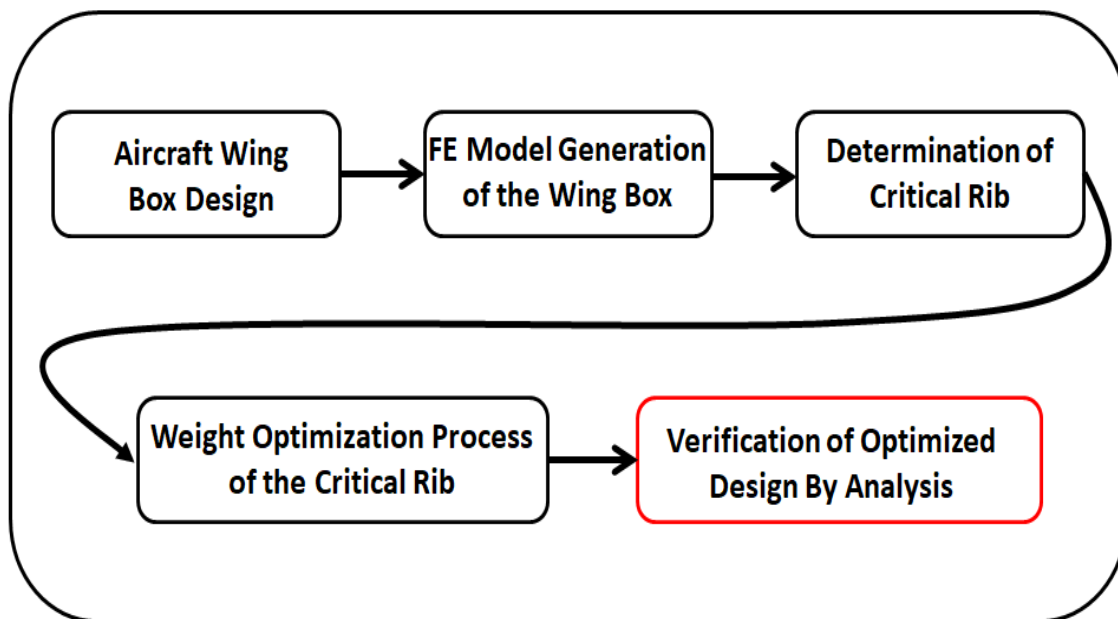 Aircraft Wing
Box Design
FE Model Generation
of the Wing Box
Determination of
Critical Rib
Weight Optimization Process
of the Critical Rib
Verification of Optimized
Design By Analysis